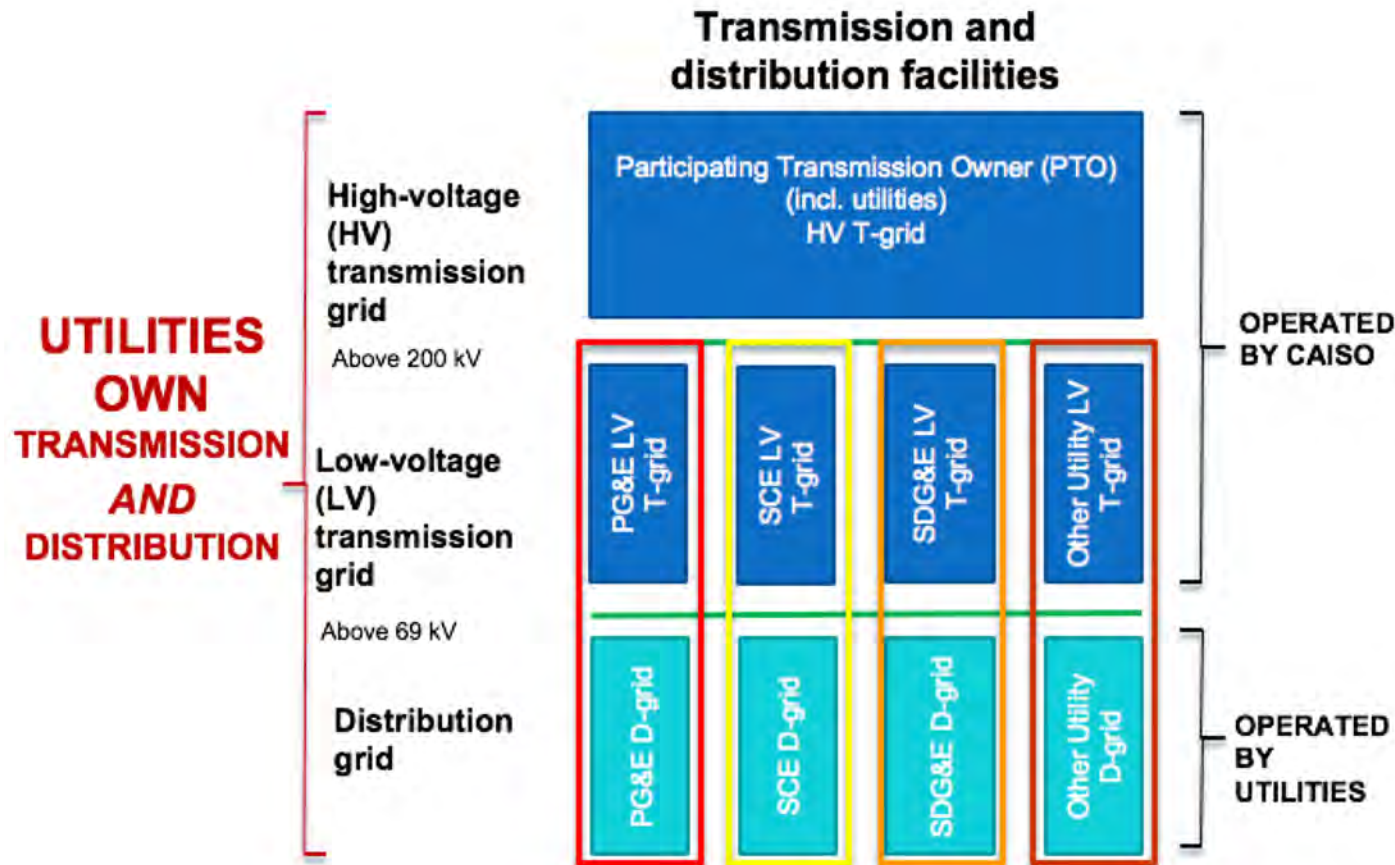 Transmission and
distribution facilities
UTILITIES
OWN
TRANSMISSION
AND
DISTRIBUTION
High-voltage
(HV)
transmission
grid
Above 200 kV
Low-voltage
(LV)
transmission
grid
Above 69 kV
Distribution
grid
Participating Transmission Owner (PTO)
(incl. utilities)
HV T-grid
PG&E LV
T-grid
SCE LV
T-grid
SDG&E LV
T-grid
Other Utility LV
T-grid
PG&E D-grid
SCE D-grid
SDG&E D-grid
Other Utility
D-grid
OPERATED
BY CAISO
OPERATED
BY
UTILITIES